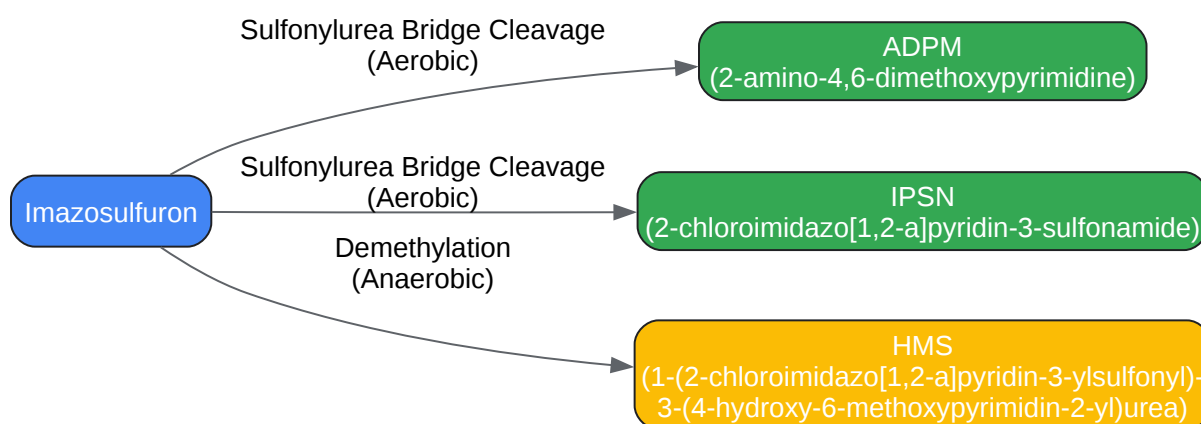 Sulfonylurea Bridge Cleavage
(Aerobic)
ADPM
(2-amino-4,6-dimethoxypyrimidine)
Sulfonylurea Bridge Cleavage
(Aerobic)
Imazosulfuron
IPSN
(2-chloroimidazo[1,2-a]pyridin-3-sulfonamide)
Demethylation
(Anaerobic)
HMS
(1-(2-chloroimidazo[1,2-a]pyridin-3-ylsulfonyl)-
3-(4-hydroxy-6-methoxypyrimidin-2-yl)urea)